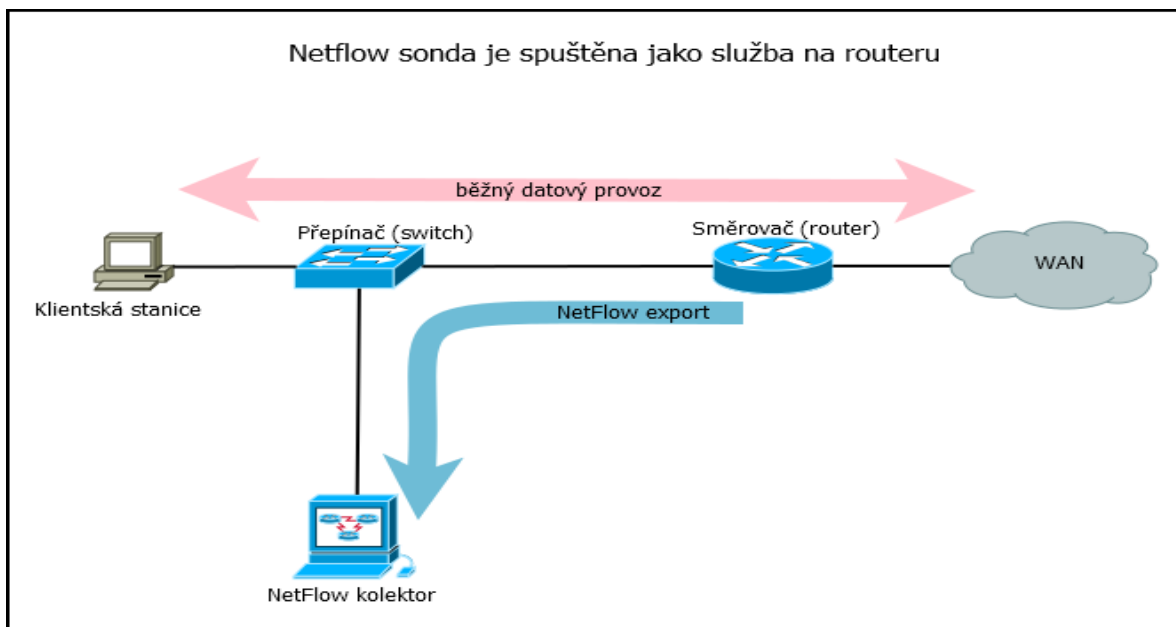 Netflow sonda je spuštěna jako služba na routeru
běžný datový provoz
Přepínač (switch)
Směrovač (router)
WAN
Klientská stanice
NetFlow export
NetFlow kolektor